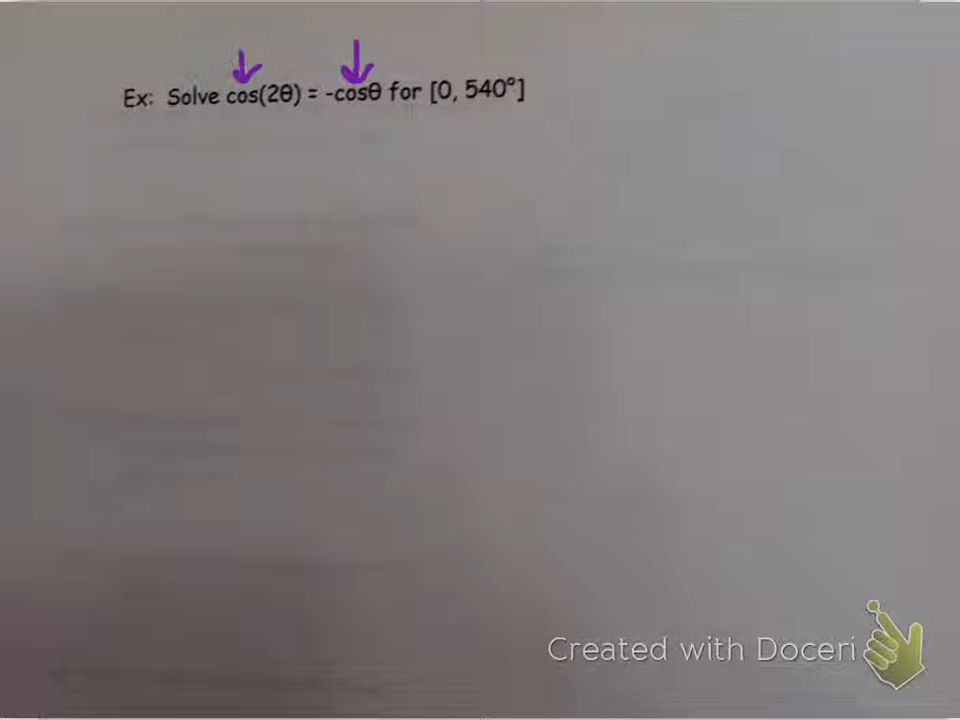 Ex: Solve cos(2θ) = -cosθ for [0, 540°]
Created with Doceri